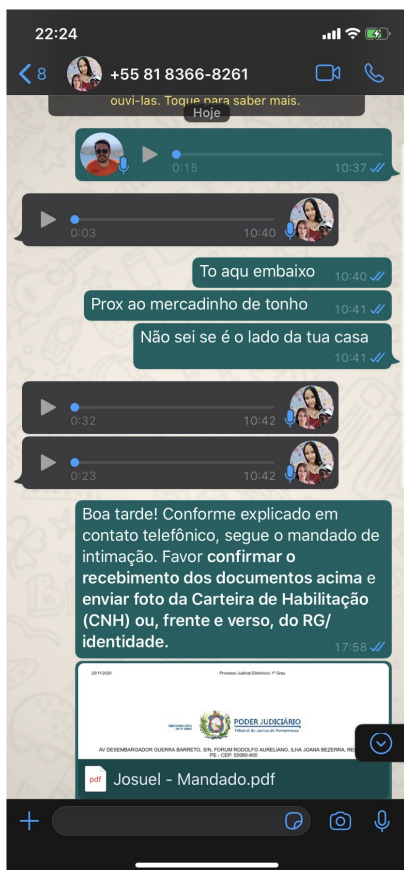 22:24
8
+55 81 8366-8261
ouvi-las. Toque para saber mais.
Hoje
0:15
10:37
0:03
10:40
To aqu embaixo 10:40
Prox ao mercadinho de tonho 10:41
Não sei se é o lado da tua casa
10:41
0:32
10:42
0:23
10:42
Boa tarde! Conforme explicado em
contato telefônico, segue o mandado de
intimação. Favor confirmar o
recebimento dos documentos acima e
enviar foto da Carteira de Habilitação
(CNH) ou, frente e verso, do RG/
identidade.
17:58
Processo Judicial Eletrônico 1º Grau
PODER JUDICIÁRIO
Tribunal de Justiça de Pernambuco
AV DESEMBARGADOR GUERRA BARRETO, S/N, FORUM RODOLFO AURELIANO, ILHA JOANA BEZERRA,
PE - CEP: 50080-800
pdf
Josuel - Mandado.pdf